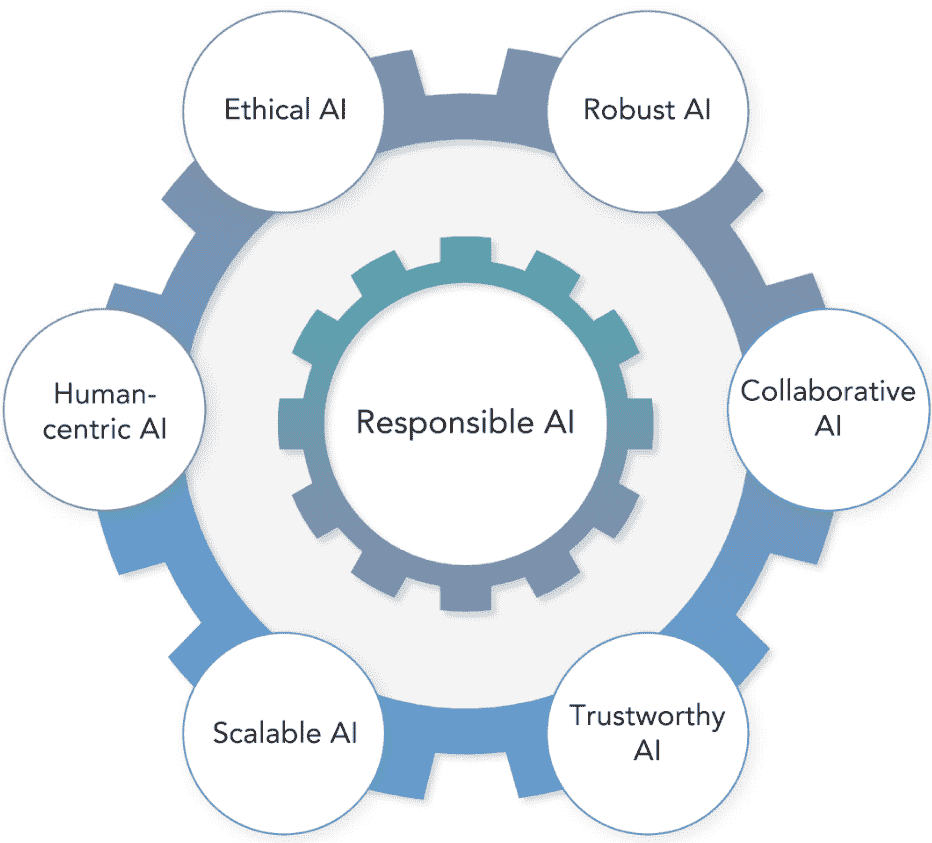 Ethical AI
Robust AI
Human-
centric AI
Responsible AI
Collaborative
AI
Scalable AI
Trustworthy
AI